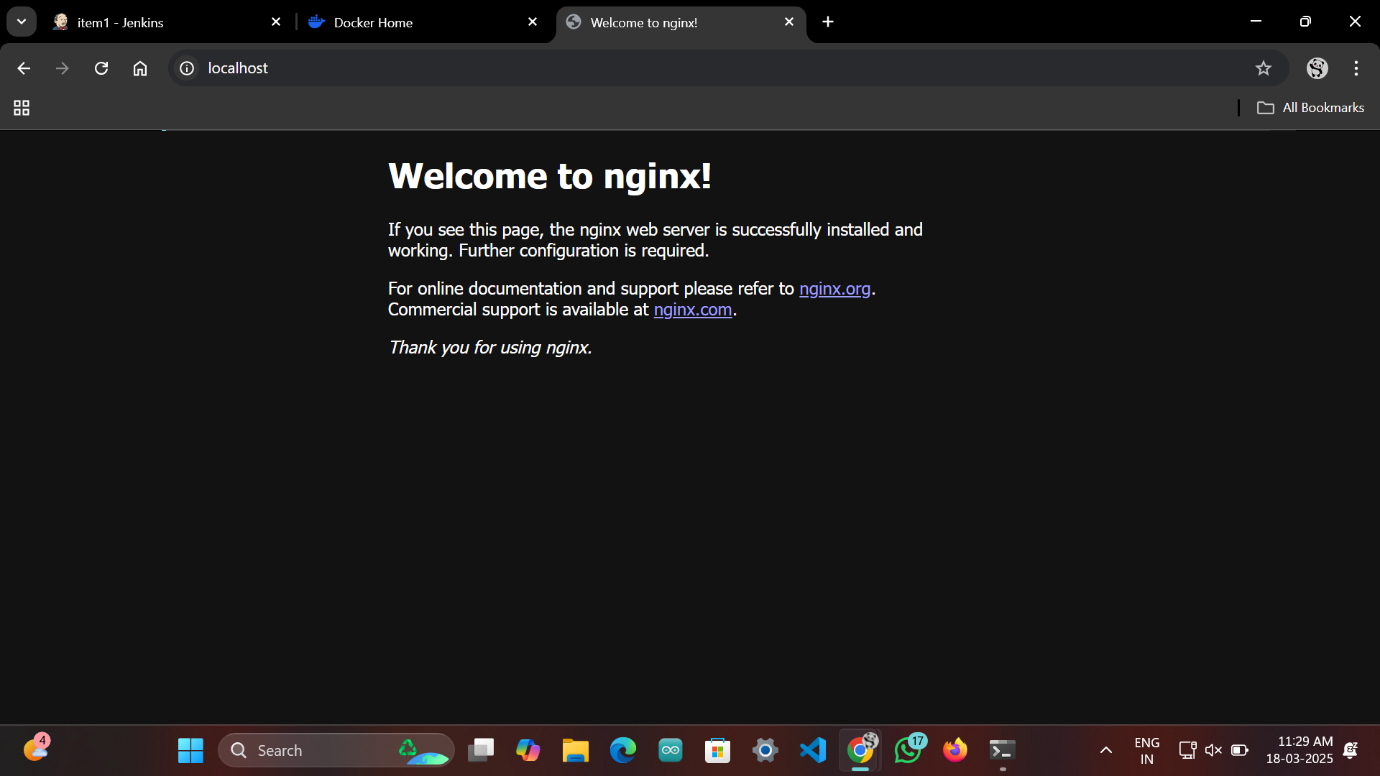 item1 - Jenkins
Docker Home
Welcome to nginx!
localhost
All Bookmarks
Welcome to nginx!
If you see this page, the nginx web server is successfully installed and
working. Further configuration is required.
For online documentation and support please refer to nginx.org.
Commercial support is available at nginx.com.
Thank you for using nginx.
4
Search
17
ENG
IN
11:29 AM
18-03-2025